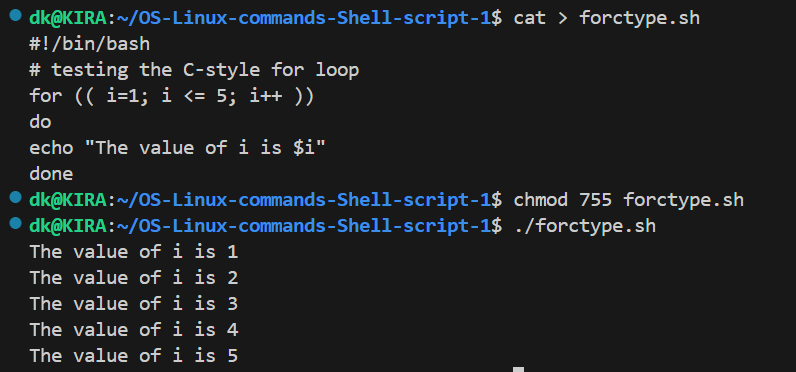 dk@KIRA:~/OS-Linux-commands-Shell-script-1$ cat > forctype.sh
#!/bin/bash
# testing the C-style for loop
for (( i=1; i <= 5; i++ ))
do
echo "The value of i is $i"
done
dk@KIRA:~/OS-Linux-commands-Shell-script-1$ chmod 755 forctype.sh
dk@KIRA:~/OS-Linux-commands-Shell-script-1$ ./forctype.sh
The value of i is 1
The value of i is 2
The value of i is 3
The value of i is 4
The value of i is 5